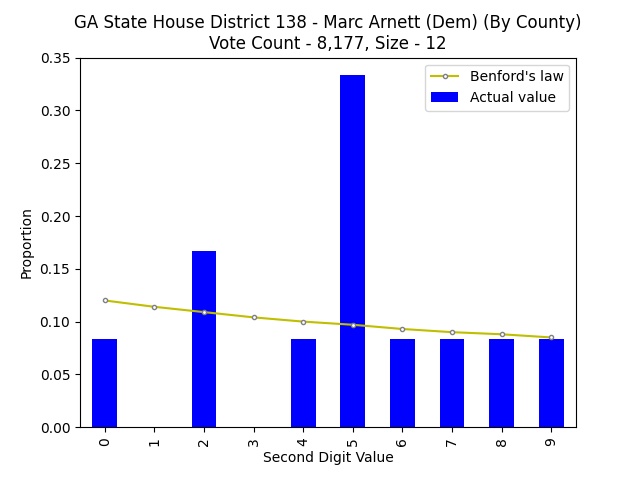 GA State House District 138 - Marc Arnett (Dem) (By County)
Vote Count - 8,177, Size - 12
Benford's law
Actual value
0.35
0.30
0.25
0.20
0.15
0.10
0.05
0.00
Proportion
0 1 2 3 4 5 6 7 8 9
Second Digit Value